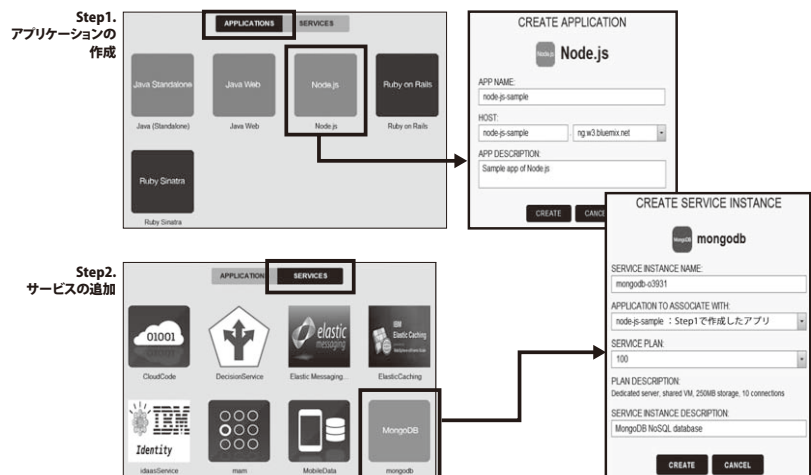 Step1.
アプリケーションの
作成
APPLICATIONS
SERVICES
Java Standalone
Java Web
Node.js
Ruby on Rails
Java (Standalone)
Java Web
Node.js
Ruby on Rails
Ruby Sinatra
Ruby Sinatra
CREATE APPLICATION
Node.js
Node.js
APP NAME:
node-js-sample
HOST:
node-js-sample
. ng.w3.bluemix.net
APP DESCRIPTION:
Sample app of Node.js
CREATE
CANCE
Step2.
サービスの追加
APPLICATION
SERVICES
01001
elastic
messaging
IBM
Elastic Caching
CloudCode
DecisionService
Elastic Messaging...
ElasticCaching
IBM
Identity
MongoDB
idaasService
mam
MobileData
mongodb
CREATE SERVICE INSTANCE
MongoDB
mongodb
SERVICE INSTANCE NAME:
mongodb-o3931
APPLICATION TO ASSOCIATE WITH:
node-js-sample ：Step1で作成したアプリ
SERVICE PLAN:
100
PLAN DESCRIPTION:
Dedicated server, shared VM, 250MB storage, 10 connections
SERVICE INSTANCE DESCRIPTION:
MongoDB NoSQL database
CREATE
CANCEL